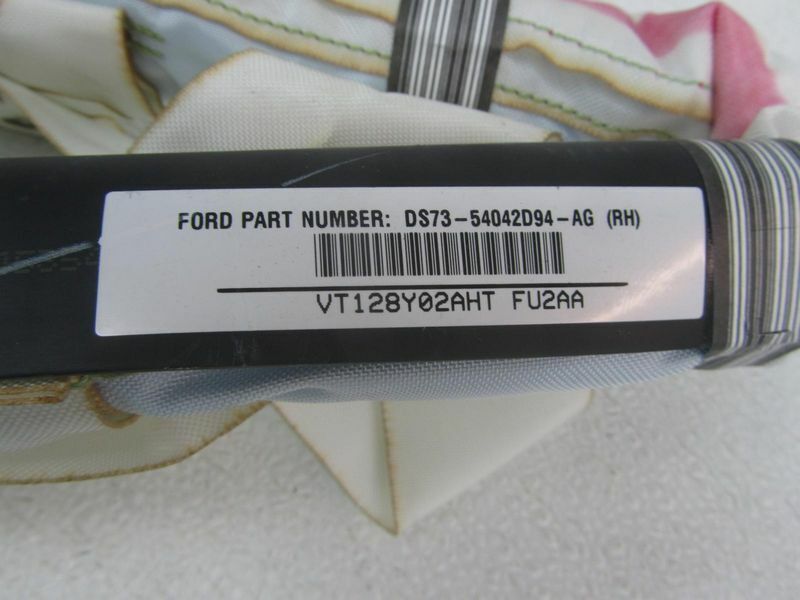 FORD PART NUMBER: DS73-54042D94-AG (RH)
VT128Y02AHT FU2AA